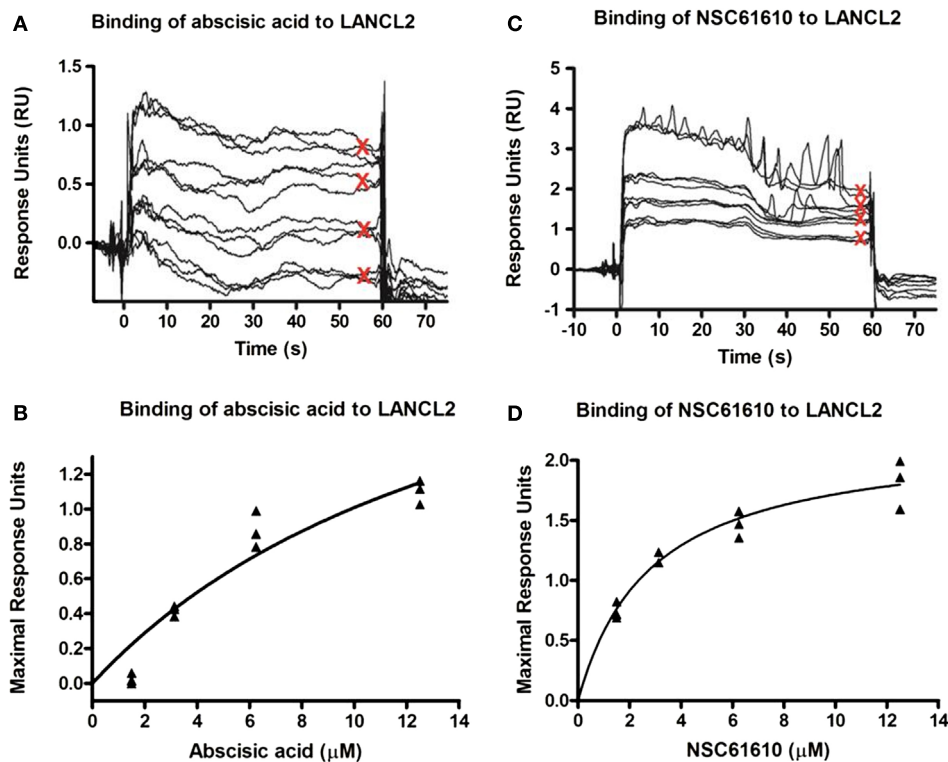 A
Binding of abscisic acid to LANCL2
Response Units (RU)
1.5
1.0
0.5
0.0
X
X
X
X
0 10 20 30 40 50 60 70
Time (s)
C
Binding of NSC61610 to LANCL2
Response Units (RU)
5
4
3
2
1
0
-1
X
X
X
X
-10 0 10 20 30 40 50 60 70
Time (s)
B
Binding of abscisic acid to LANCL2
Maximal Response Units
1.2
1.0
0.8
0.6
0.4
0.2
0.0
0 2 4 6 8 10 12 14
Abscisic acid (μM)
D
Binding of NSC61610 to LANCL2
Maximal Response Units
2.0
1.5
1.0
0.5
0.0
0 2 4 6 8 10 12 14
NSC61610 (μM)